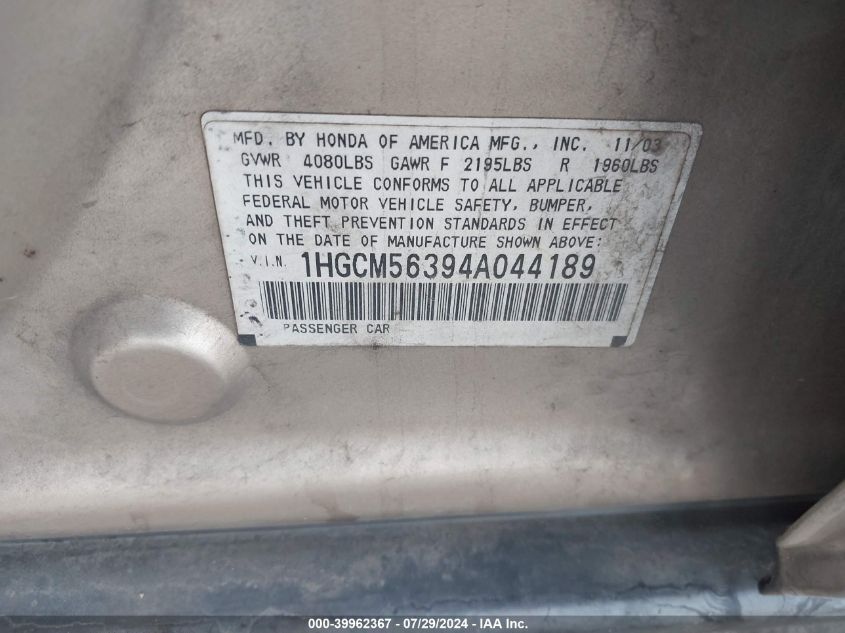 MFD. BY HONDA OF AMERICA MFG., INC. 11/03
GVWR 4080LBS GAWR F 2195LBS R 1960LBS
THIS VEHICLE CONFORMS TO ALL APPLICABLE
FEDERAL MOTOR VEHICLE SAFETY, BUMPER,
AND THEFT PREVENTION STANDARDS IN EFFECT
ON THE DATE OF MANUFACTURE SHOWN ABOVE:
V.I.N. 1HGCM56394A044189
PASSENGER CAR
000-39962367 - 07/29/2024 - IAA Inc.